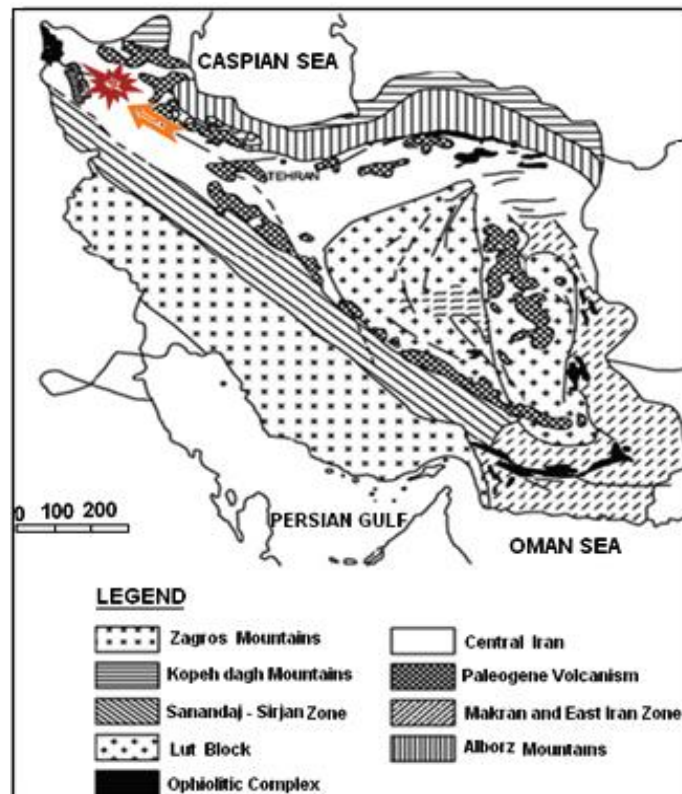 CASPIAN SEA
TEHRAN
0 100 200
PERSIAN GULF
OMAN SEA
LEGEND
Zagros Mountains
Central Iran
Kopeh dagh Mountains
Paleogene Volcanism
Sanandaj - Sirjan Zone
Makran and East Iran Zone
Lut Block
Alborz Mountains
Ophiolitic Complex